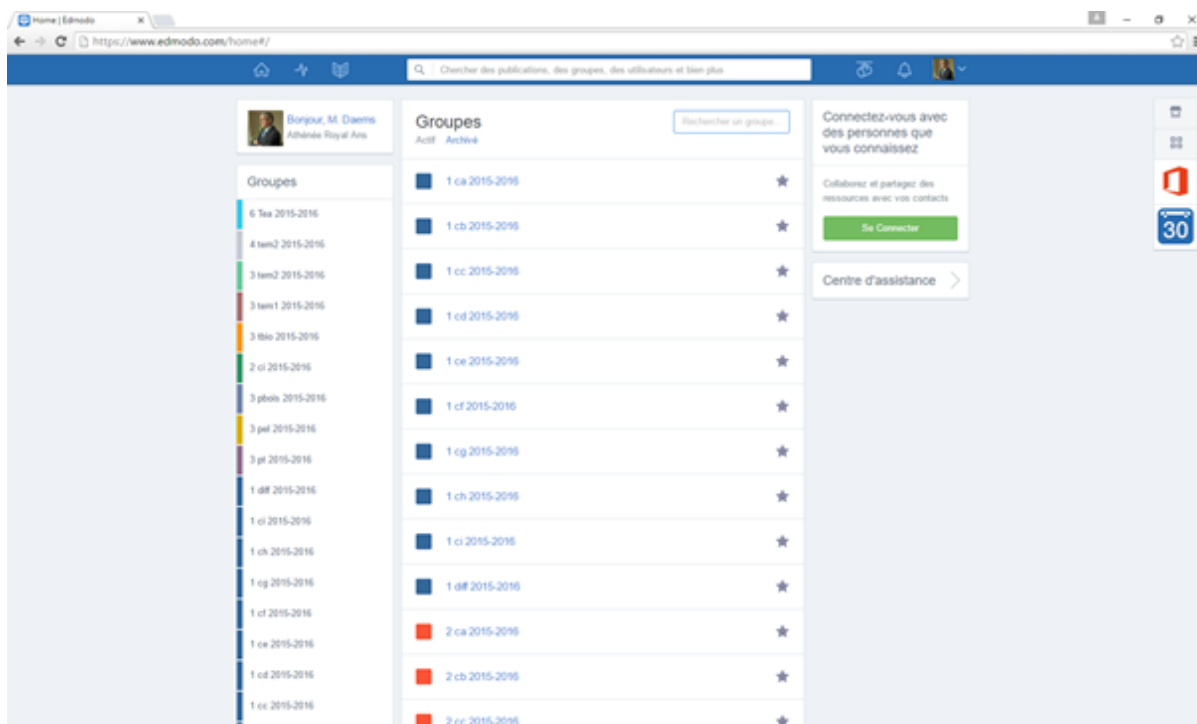 Home | Edmodo
https://www.edmodo.com/home#/
Chercher des publications, des groupes, des utilisateurs et bien plus
Bonjour, M. Daems
Athénée Royal Ans
Groupes
6 Tea 2015-2016
4 tem2 2015-2016
3 tem2 2015-2016
3 tem1 2015-2016
3 tbio 2015-2016
2 ci 2015-2016
3 pbois 2015-2016
3 pel 2015-2016
3 pt 2015-2016
1 diff 2015-2016
1 ci 2015-2016
1 ch 2015-2016
1 cg 2015-2016
1 cf 2015-2016
1 ce 2015-2016
1 cd 2015-2016
1 cc 2015-2016
Groupes
Rechercher un groupe...
Actif Archivé
1 ca 2015-2016
1 cb 2015-2016
1 cc 2015-2016
1 cd 2015-2016
1 ce 2015-2016
1 cf 2015-2016
1 cg 2015-2016
1 ch 2015-2016
1 ci 2015-2016
1 diff 2015-2016
2 ca 2015-2016
2 cb 2015-2016
2 cc 2015-2016
Connectez-vous avec
des personnes que
vous connaissez
Collaborez et partagez des
ressources avec vos contacts
Se Connecter
Centre d'assistance
30